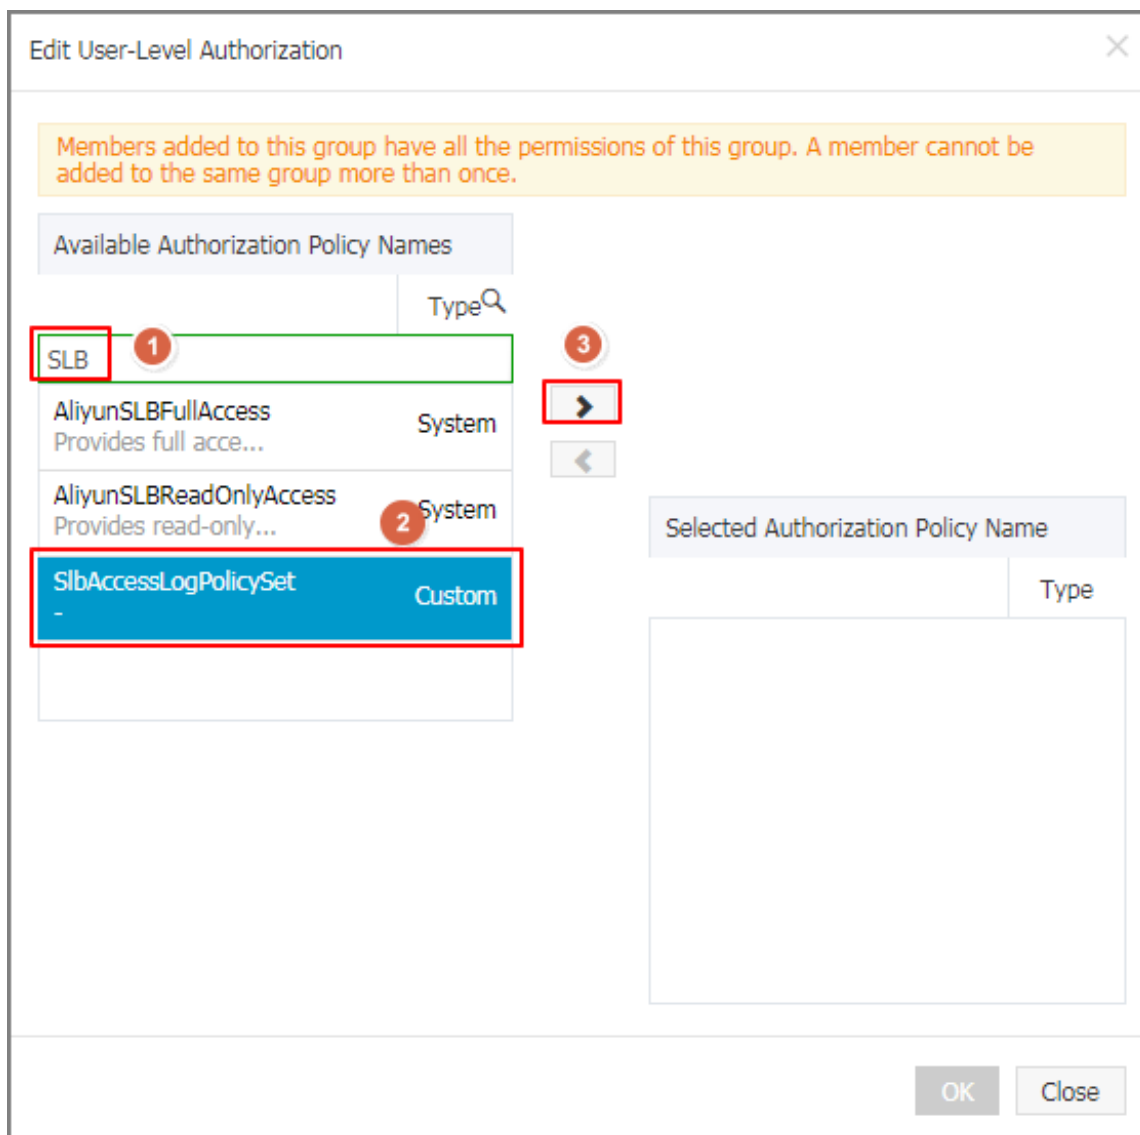 Edit User-Level Authorization
Members added to this group have all the permissions of this group. A member cannot be
added to the same group more than once.
Available Authorization Policy Names
Type
SLB
1
3
AliyunSLBFullAccess
Provides full acce...
System
AliyunSLBReadOnlyAccess
Provides read-only...
System
2
SlbAccessLogPolicySet
-
Custom
Selected Authorization Policy Name
Type
OK
Close